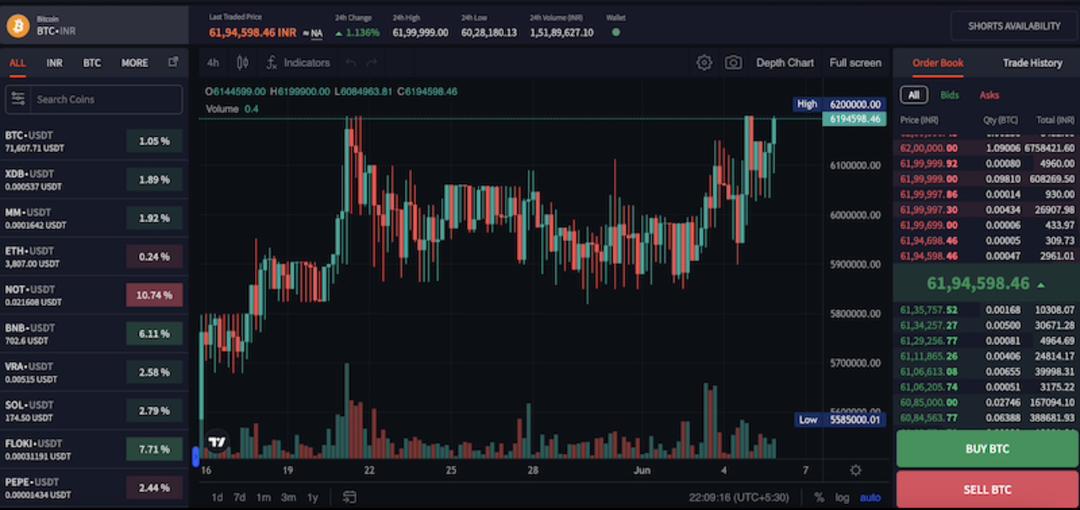 Bitcoin
BTC•INR
Last Traded Price
61,94,598.46 INR ≈ NA
24h Change
1.136%
24h High
61,99,999.00
24h Low
60,28,180.13
24h Volume (INR)
1,51,89,627.10
Wallet
SHORTS AVAILABILITY
ALL INR BTC MORE
Search Coins
BTC•USDT
71,607.71 USDT
1.05 %
XDB•USDT
0.000537 USDT
1.89 %
MM•USDT
0.0001642 USDT
1.92 %
ETH•USDT
3,807.00 USDT
0.24 %
NOT•USDT
0.021608 USDT
10.74 %
BNB•USDT
702.6 USDT
6.11 %
VRA•USDT
0.00515 USDT
2.58 %
SOL•USDT
174.50 USDT
2.79 %
FLOKI•USDT
0.00031191 USDT
7.71 %
PEPE•USDT
0.00001434 USDT
2.44 %
4h Indicators Depth Chart Full screen
O6144599.00 H6199900.00 L6084963.81 C6194598.46
Volume 0.4
High 6200000.00
6194598.46
6100000.00
6000000.00
5900000.00
5800000.00
5700000.00
5600000.00
Low 5585000.01
16 19 22 25 28 Jun 4 7
1d 7d 1m 3m 1y
22:09:16 (UTC+5:30) % log auto
Order Book Trade History
All Bids Asks
Price (INR) Qty (BTC) Total (INR)
62,00,000.00 1.09006 6758421.60
61,99,999.92 0.00080 4960.00
61,99,999.00 0.09810 608269.50
61,99,997.86 0.00014 930.00
61,99,997.30 0.00434 26907.98
61,99,699.00 0.00006 433.97
61,94,698.46 0.00005 309.73
61,94,598.46 0.00047 2961.01
61,94,598.46
61,35,757.52 0.00168 10308.07
61,34,257.27 0.00500 30671.28
61,29,256.77 0.00081 4964.69
61,11,865.26 0.00406 24814.17
61,06,613.08 0.00655 39998.31
61,06,205.74 0.00051 3175.22
60,85,000.00 0.02746 167094.10
60,84,563.77 0.06388 388681.93
BUY BTC
SELL BTC